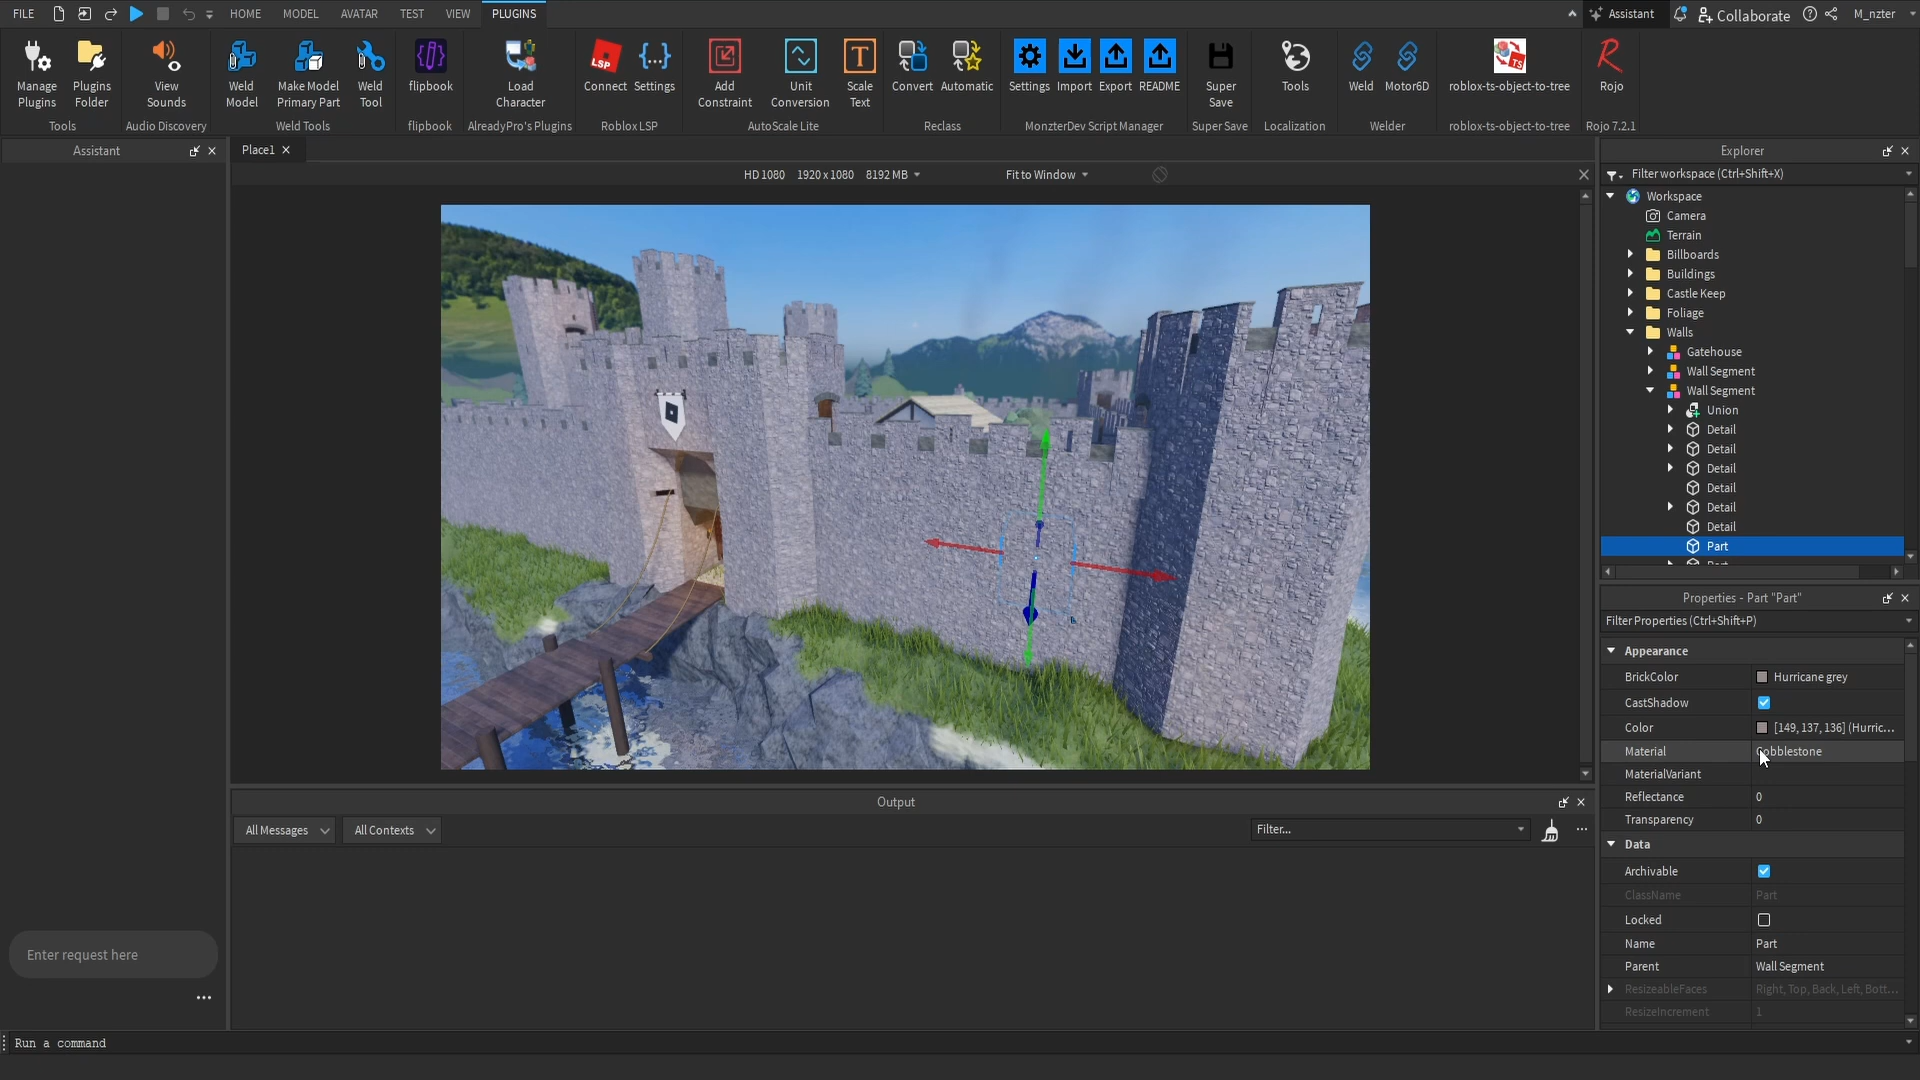 FILE HOME MODEL AVATAR TEST VIEW PLUGINS Assistant Collaborate M_nzter
Manage Plugins
Plugins Folder
Tools
View Sounds
Audio Discovery
Weld Model
Make Model Primary Part
Weld Tool
Weld Tools
flipbook
flipbook
Load Character
AlreadyPro's Plugins
LSP
Connect
Settings
Roblox LSP
Add Constraint
Unit Conversion
T
Scale Text
AutoScale Lite
Convert
Automatic
Reclass
Settings
Import
Export
README
MonzterDev Script Manager
Super Save
Super Save
Tools
Localization
Weld
Motor6D
Welder
TS
roblox-ts-object-to-tree
roblox-ts-object-to-tree
R
Rojo
Rojo 7.2.1
Assistant
Enter request here
Place1
HD 1080 1920 x 1080 8192 MB Fit to Window
Output
All Messages All Contexts Filter...
Explorer
Filter workspace (Ctrl+Shift+X)
Workspace
Camera
Terrain
Billboards
Buildings
Castle Keep
Foliage
Walls
Gatehouse
Wall Segment
Wall Segment
Union
Detail
Detail
Detail
Detail
Detail
Detail
Part
Properties - Part "Part"
Filter Properties (Ctrl+Shift+P)
Appearance
BrickColor Hurricane grey
CastShadow
Color [149, 137, 136] (Hurric...
Material Cobblestone
MaterialVariant
Reflectance 0
Transparency 0
Data
Archivable
ClassName Part
Locked
Name Part
Parent Wall Segment
ResizeableFaces Right, Top, Back, Left, Bott...
ResizeIncrement 1
Run a command